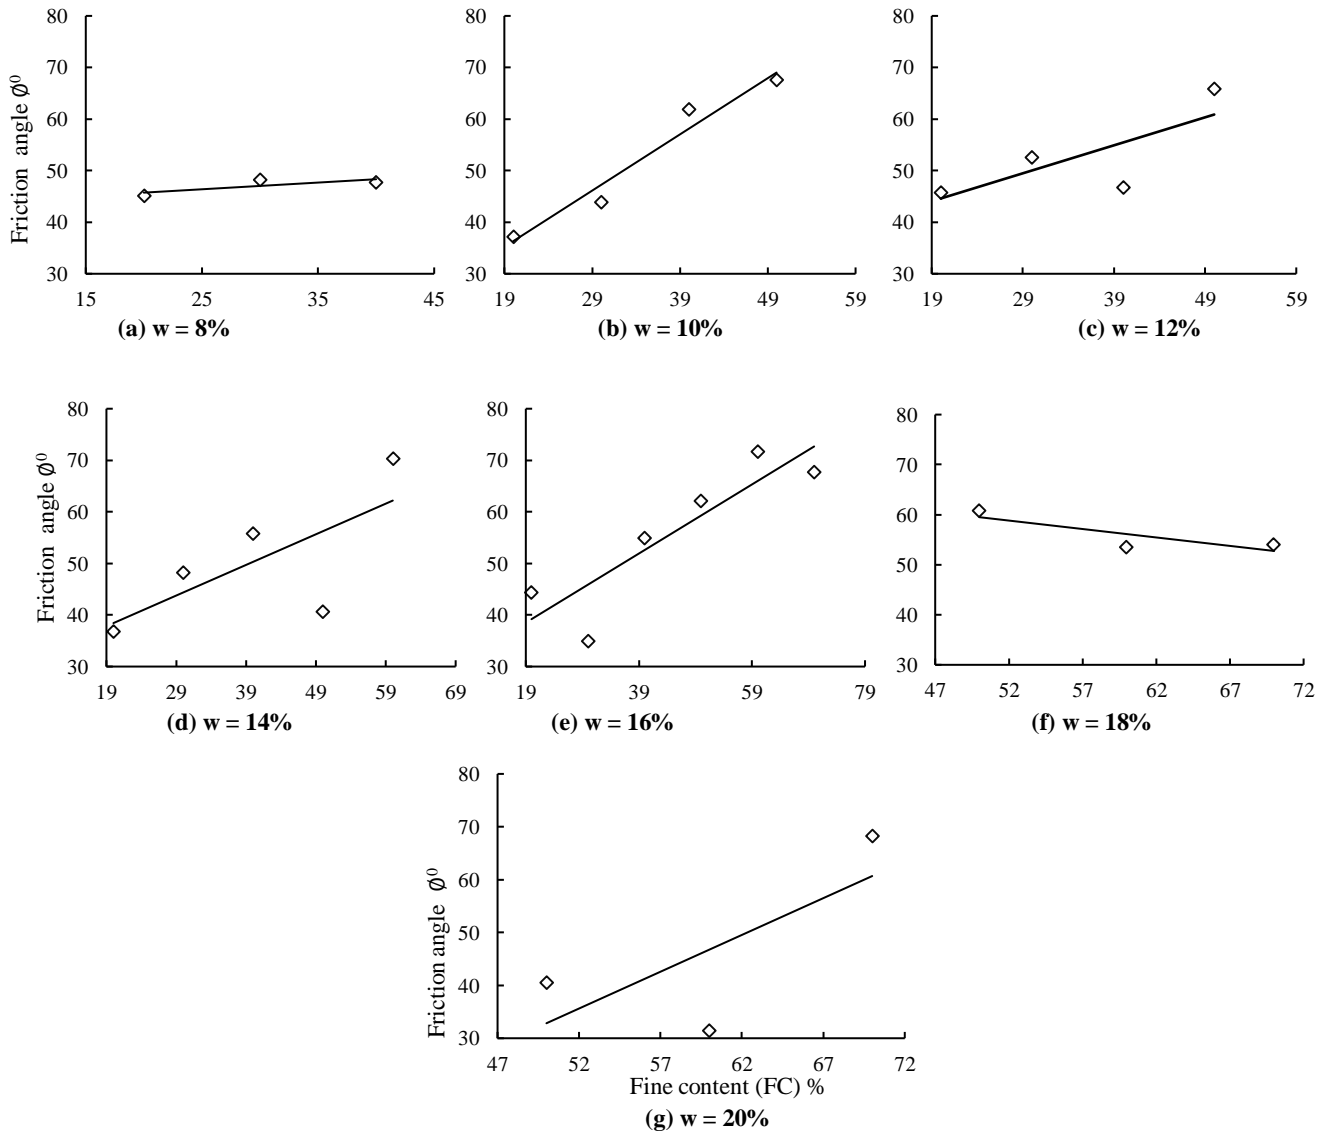 80
70
60
50
40
30
Friction angle Ø⁰
15 25 35 45
(a) w = 8%
80
70
60
50
40
30
19 29 39 49 59
(b) w = 10%
80
70
60
50
40
30
19 29 39 49 59
(c) w = 12%
80
70
60
50
40
30
Friction angle Ø⁰
19 29 39 49 59 69
(d) w = 14%
80
70
60
50
40
30
19 39 59 79
(e) w = 16%
80
70
60
50
40
30
47 52 57 62 67 72
(f) w = 18%
80
70
60
50
40
30
Friction angle Ø⁰
47 52 57 62 67 72
Fine content (FC) %
(g) w = 20%